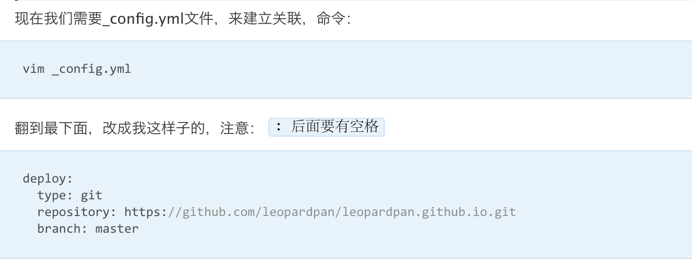 现在我们需要_config.yml文件，来建立关联，命令：
vim _config.yml
翻到最下面，改成我这样子的，注意： ：后面要有空格
deploy:
  type: git
  repository: https://github.com/leopardpan/leopardpan.github.io.git
  branch: master